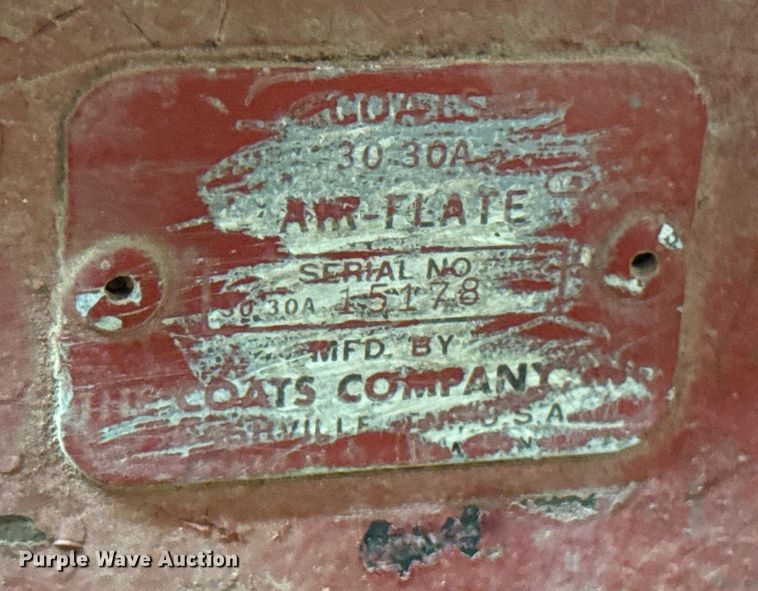 COATS
30 30A
AIR-FLATE
SERIAL NO
30 30A 15178
MFD. BY
COATS COMPANY
U S A
Purple Wave Auction